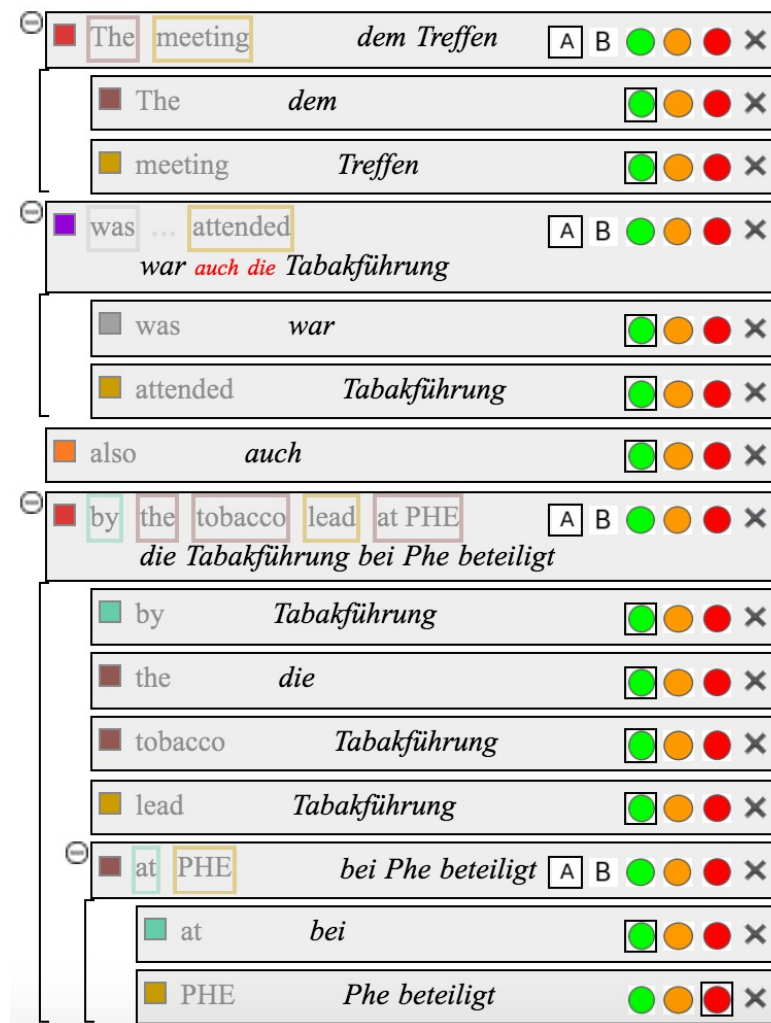 The meeting dem Treffen A B
The dem
meeting Treffen
was ... attended A B
war auch die Tabakführung
was war
attended Tabakführung
also auch
by the tobacco lead at PHE A B
die Tabakführung bei Phe beteiligt
by Tabakführung
the die
tobacco Tabakführung
lead Tabakführung
at PHE bei Phe beteiligt A B
at bei
PHE Phe beteiligt